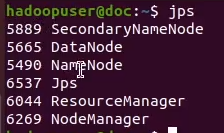 hadoopuser@doc:~$ jps
5889 SecondaryNameNode
5665 DataNode
5490 NameNode
6537 Jps
6044 ResourceManager
6269 NodeManager